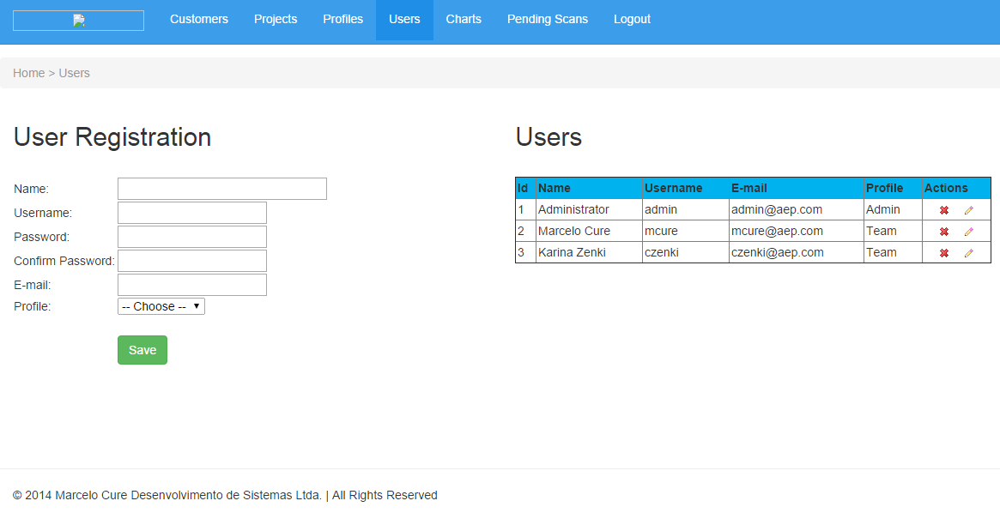 Customers Projects Profiles Users Charts Pending Scans Logout
Home > Users
User Registration
Name:
Username:
Password:
Confirm Password:
E-mail:
Profile: -- Choose --
Save
Users
Id Name Username E-mail Profile Actions
1 Administrator admin admin@aep.com Admin
2 Marcelo Cure mcure mcure@aep.com Team
3 Karina Zenki czenki czenki@aep.com Team
© 2014 Marcelo Cure Desenvolvimento de Sistemas Ltda. | All Rights Reserved